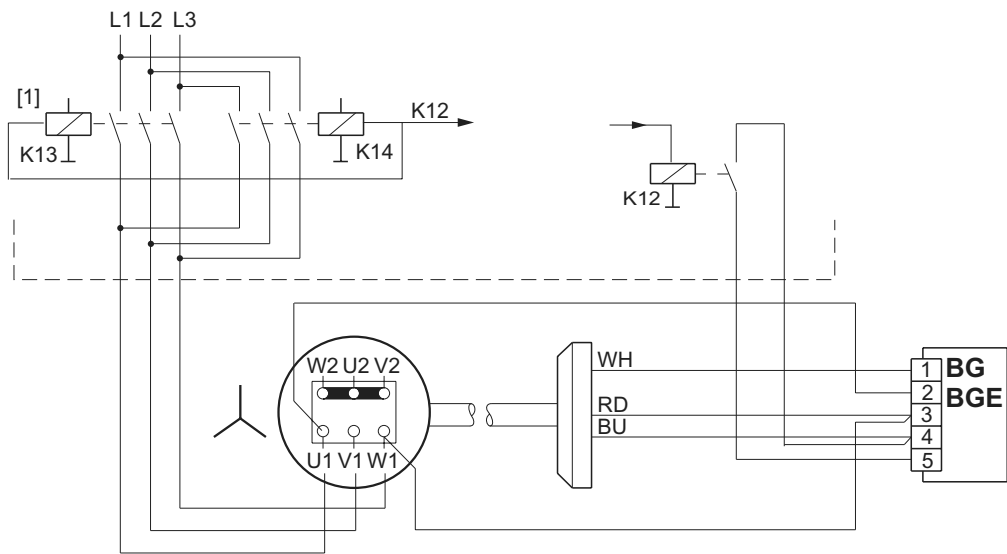 L1 L2 L3
[1]
K13
K14
K12
K12
W2 U2 V2
U1 V1 W1
WH
RD
BU
1
2
3
4
5
BG
BGE